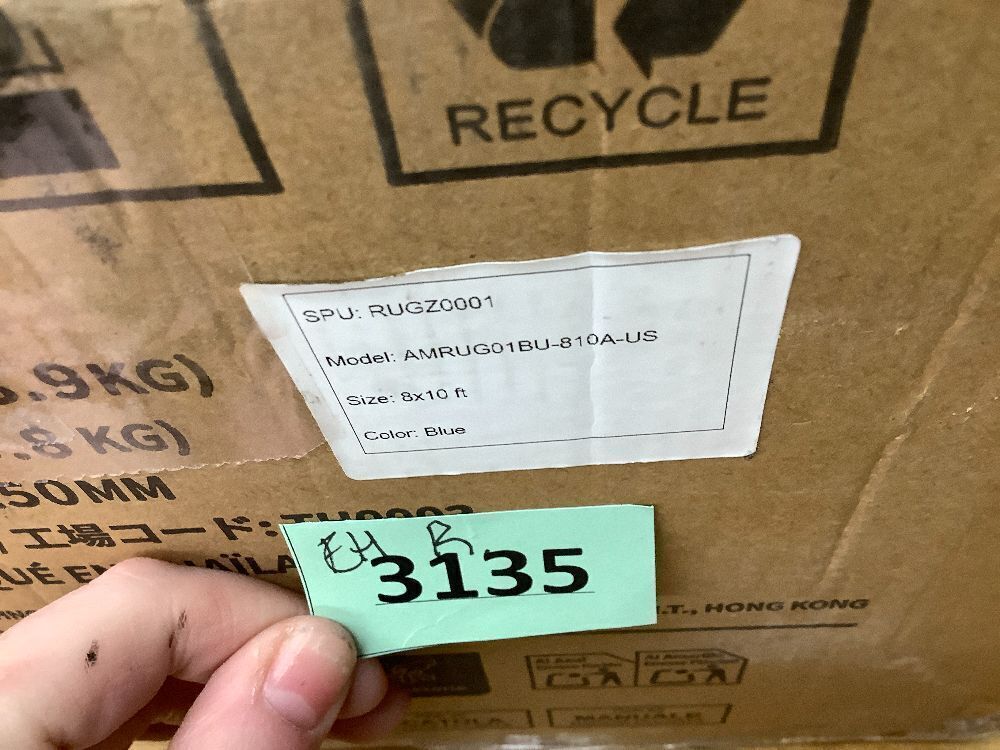 RECYCLE
SPU: RUGZ0001
Model: AMRUG01BU-810A-US
Size: 8x10 ft
Color: Blue
.9KG)
.8 KG)
50MM
工場コード:
EH R
3135
I.T., HONG KONG
MANUALE